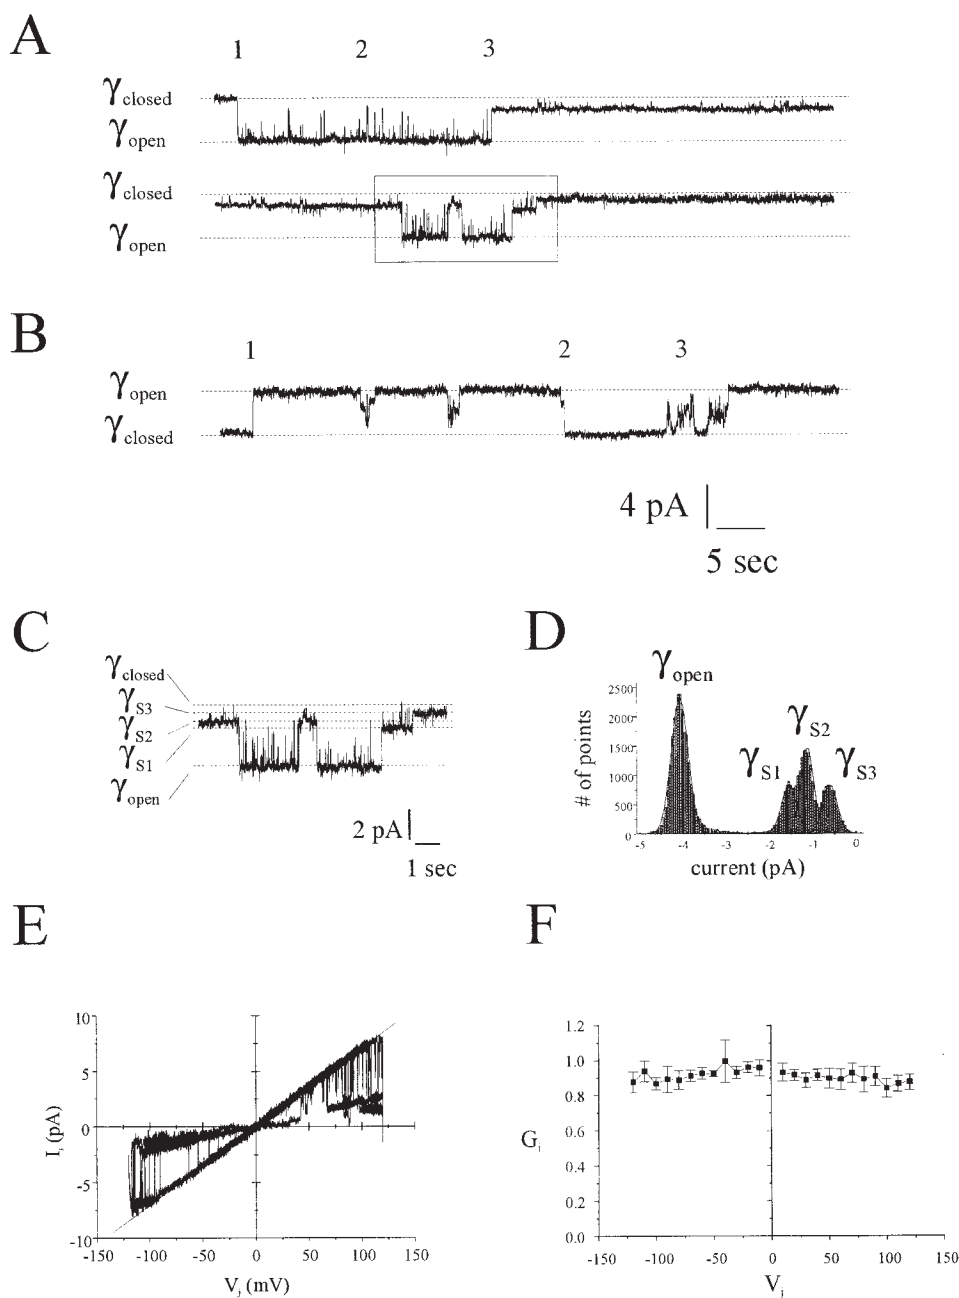 A
1 2 3
γclosed
γopen
γclosed
γopen
B
1 2 3
γopen
γclosed
4 pA
5 sec
C
γclosed
γS3
γS2
γS1
γopen
2 pA
1 sec
D
γopen
γS2
γS1 γS3
# of points
2500
2000
1500
1000
500
0
-5 -4 -3 -2 -1 0
current (pA)
E
10
5
0
-5
-10
Ij (pA)
-150 -100 -50 0 50 100 150
VJ (mV)
F
1.2
1.0
0.8
0.6
0.4
0.2
0.0
Gj
-150 -100 -50 0 50 100 150
Vj